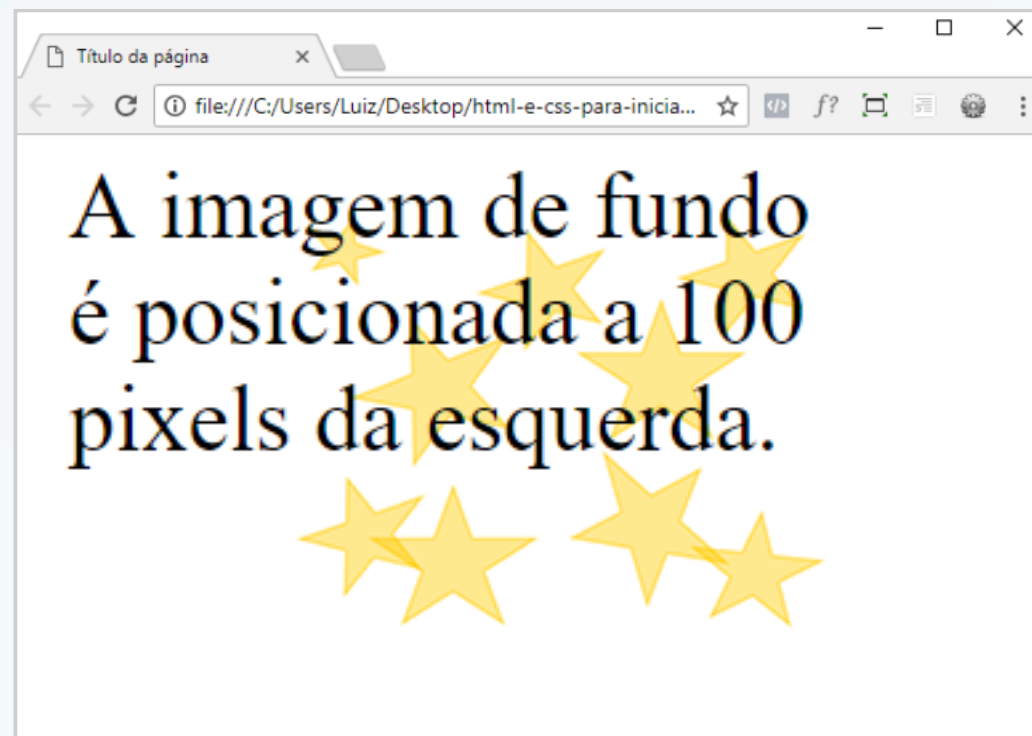 Título da página
file:///C:/Users/Luiz/Desktop/html-e-css-para-inicia...
</>
f?
A imagem de fundo
é posicionada a 100
pixels da esquerda.